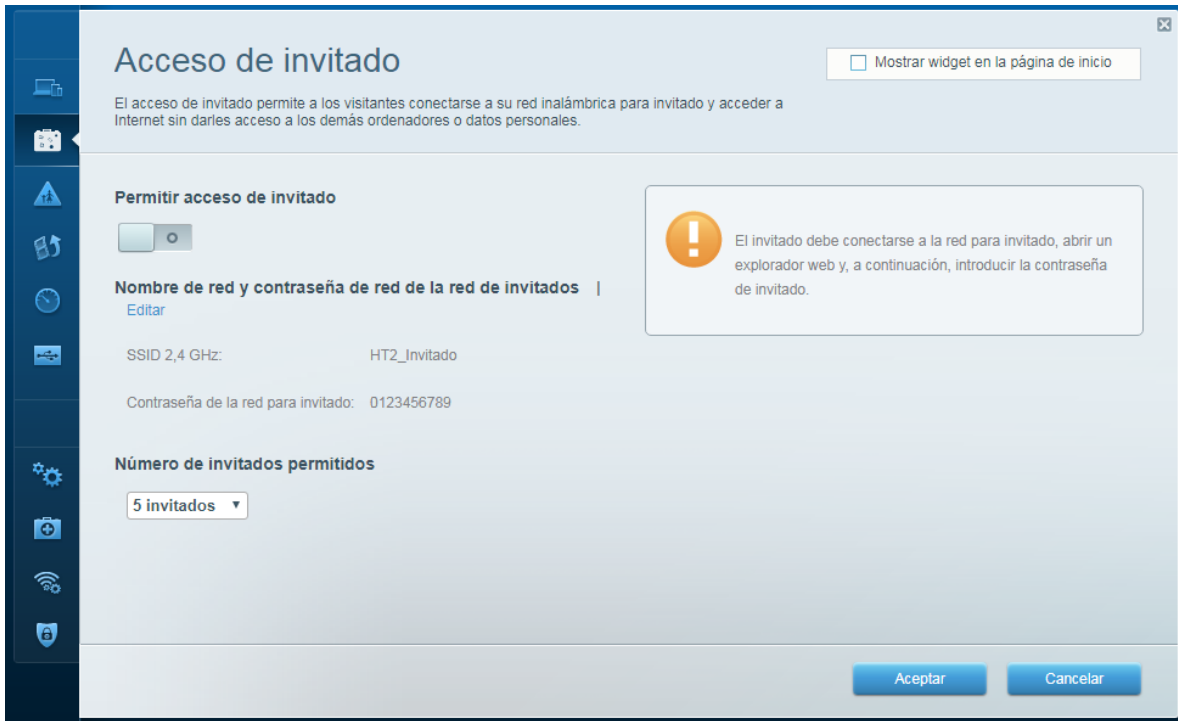 Acceso de invitado
Mostrar widget en la página de inicio
El acceso de invitado permite a los visitantes conectarse a su red inalámbrica para invitado y acceder a
Internet sin darles acceso a los demás ordenadores o datos personales.
Permitir acceso de invitado
El invitado debe conectarse a la red para invitado, abrir un
explorador web y, a continuación, introducir la contraseña
de invitado.
Nombre de red y contraseña de red de la red de invitados |
Editar
SSID 2,4 GHz: HT2_Invitado
Contraseña de la red para invitado: 0123456789
Número de invitados permitidos
5 invitados
Aceptar Cancelar